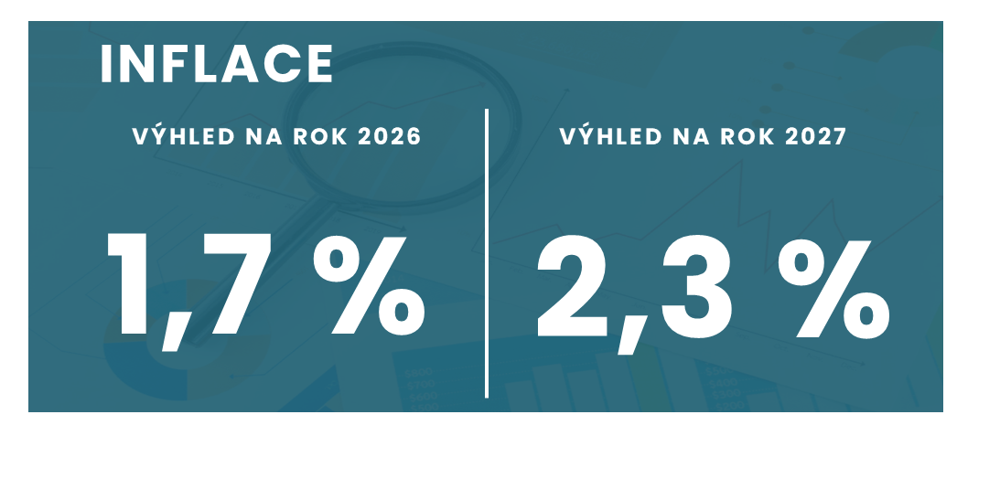 INFLACE
VÝHLED NA ROK 2026
VÝHLED NA ROK 2027
1,7 %
2,3 %